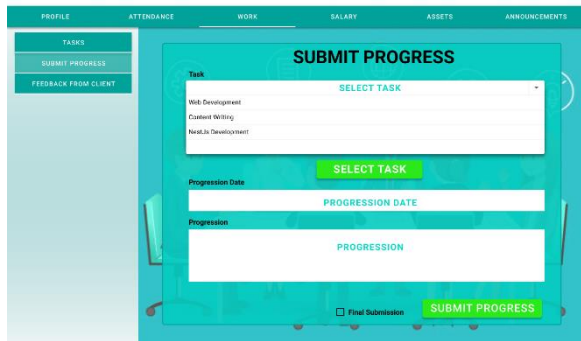 PROFILE ATTENDANCE WORK SALARY ASSETS ANNOUNCEMENTS
TASKS
SUBMIT PROGRESS
FEEDBACK FROM CLIENT
SUBMIT PROGRESS
Task
SELECT TASK
Web Development
Content Writing
NestJs Development
SELECT TASK
Progression Date
PROGRESSION DATE
Progression
PROGRESSION
Final Submission
SUBMIT PROGRESS